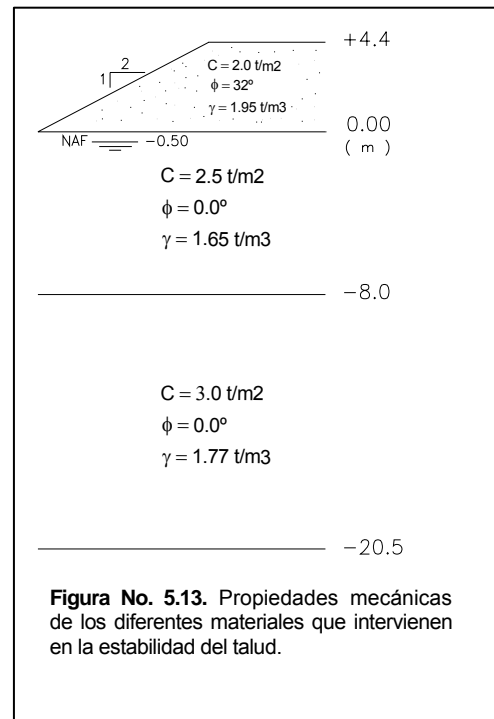 +4.4
2
1
C = 2.0 t/m2
ϕ = 32º
γ = 1.95 t/m3
0.00
( m )
NAF -0.50
C = 2.5 t/m2
ϕ = 0.0º
γ = 1.65 t/m3
-8.0
C = 3.0 t/m2
ϕ = 0.0º
γ = 1.77 t/m3
-20.5
Figura No. 5.13. Propiedades mecánicas
de los diferentes materiales que intervienen
en la estabilidad del talud.